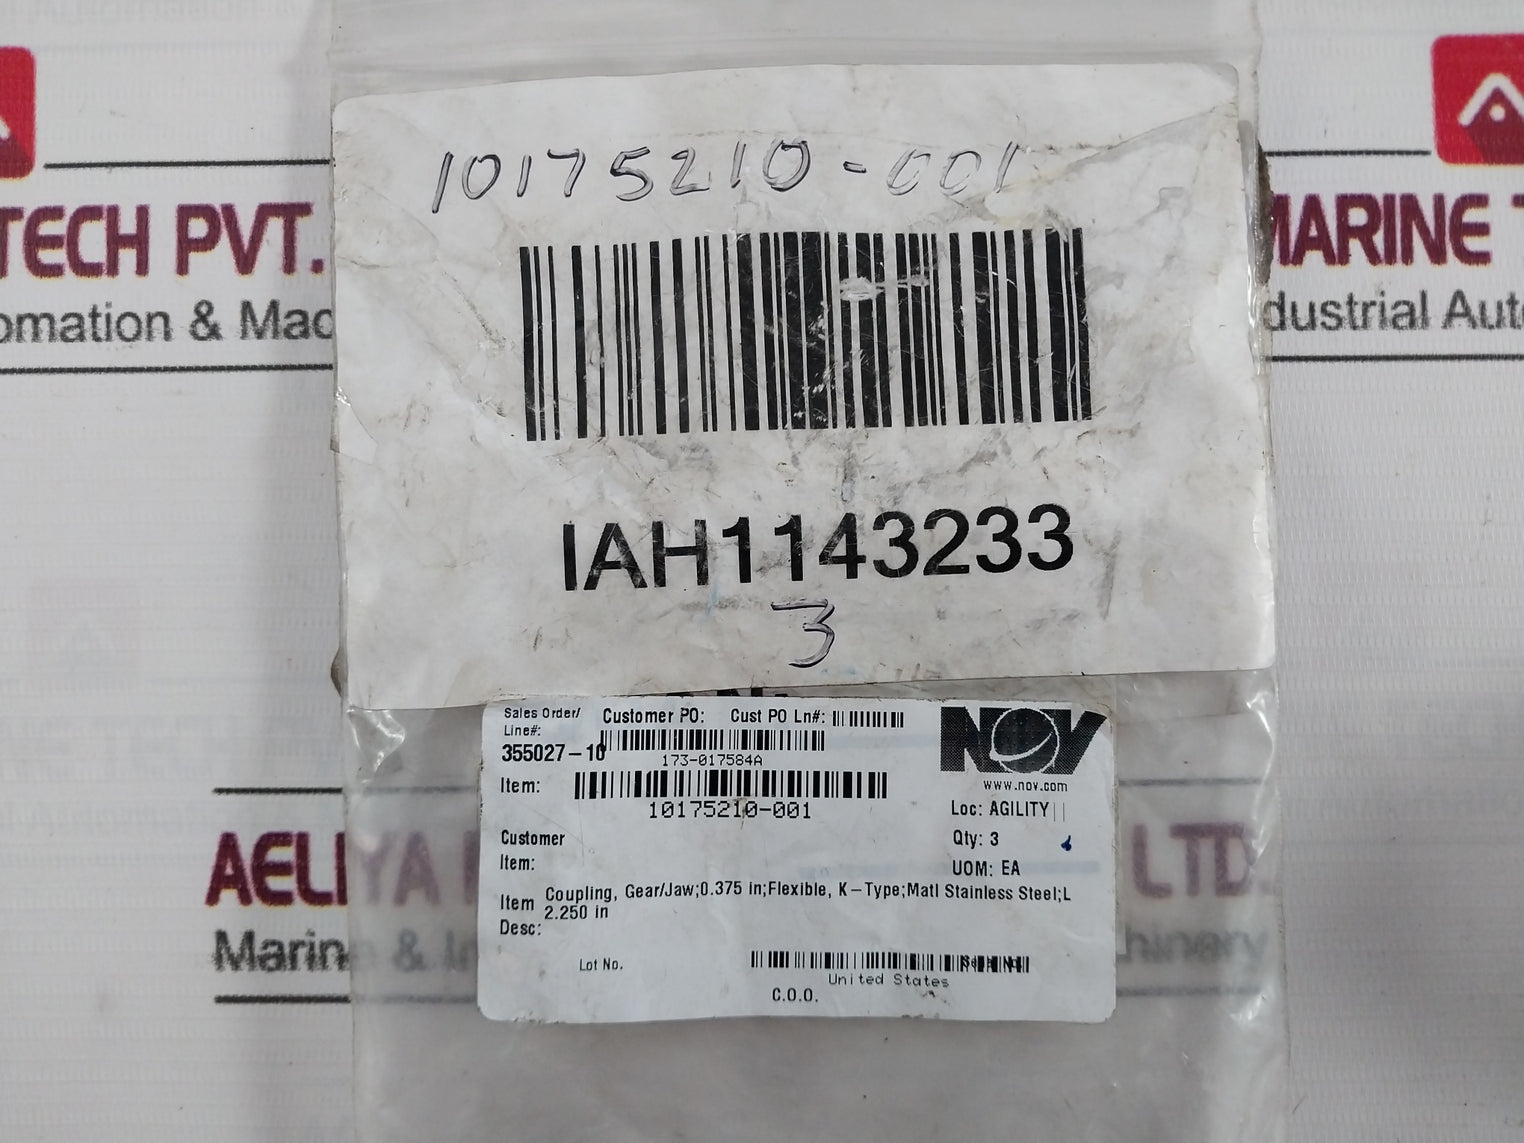 TECH PVT.
omation & Mac
MARINE T
dustrial Auto
10175210-001
IAH1143233
3
Sales Order/
Line#:
355027-10
Customer PO:
Cust PO Ln#:
173-017584A
NOV
www.nov.com
Item:
10175210-001
Loc: AGILITY||
Customer
Item:
Qty: 3
UOM: EA
Item
Desc:
Coupling, Gear/Jaw;0.375 in;Flexible, K-Type;Matl Stainless Steel;L
2.250 in
Lot No.
United States
C.O.O.
AELIYA
LTD.
Marine & In
hinery